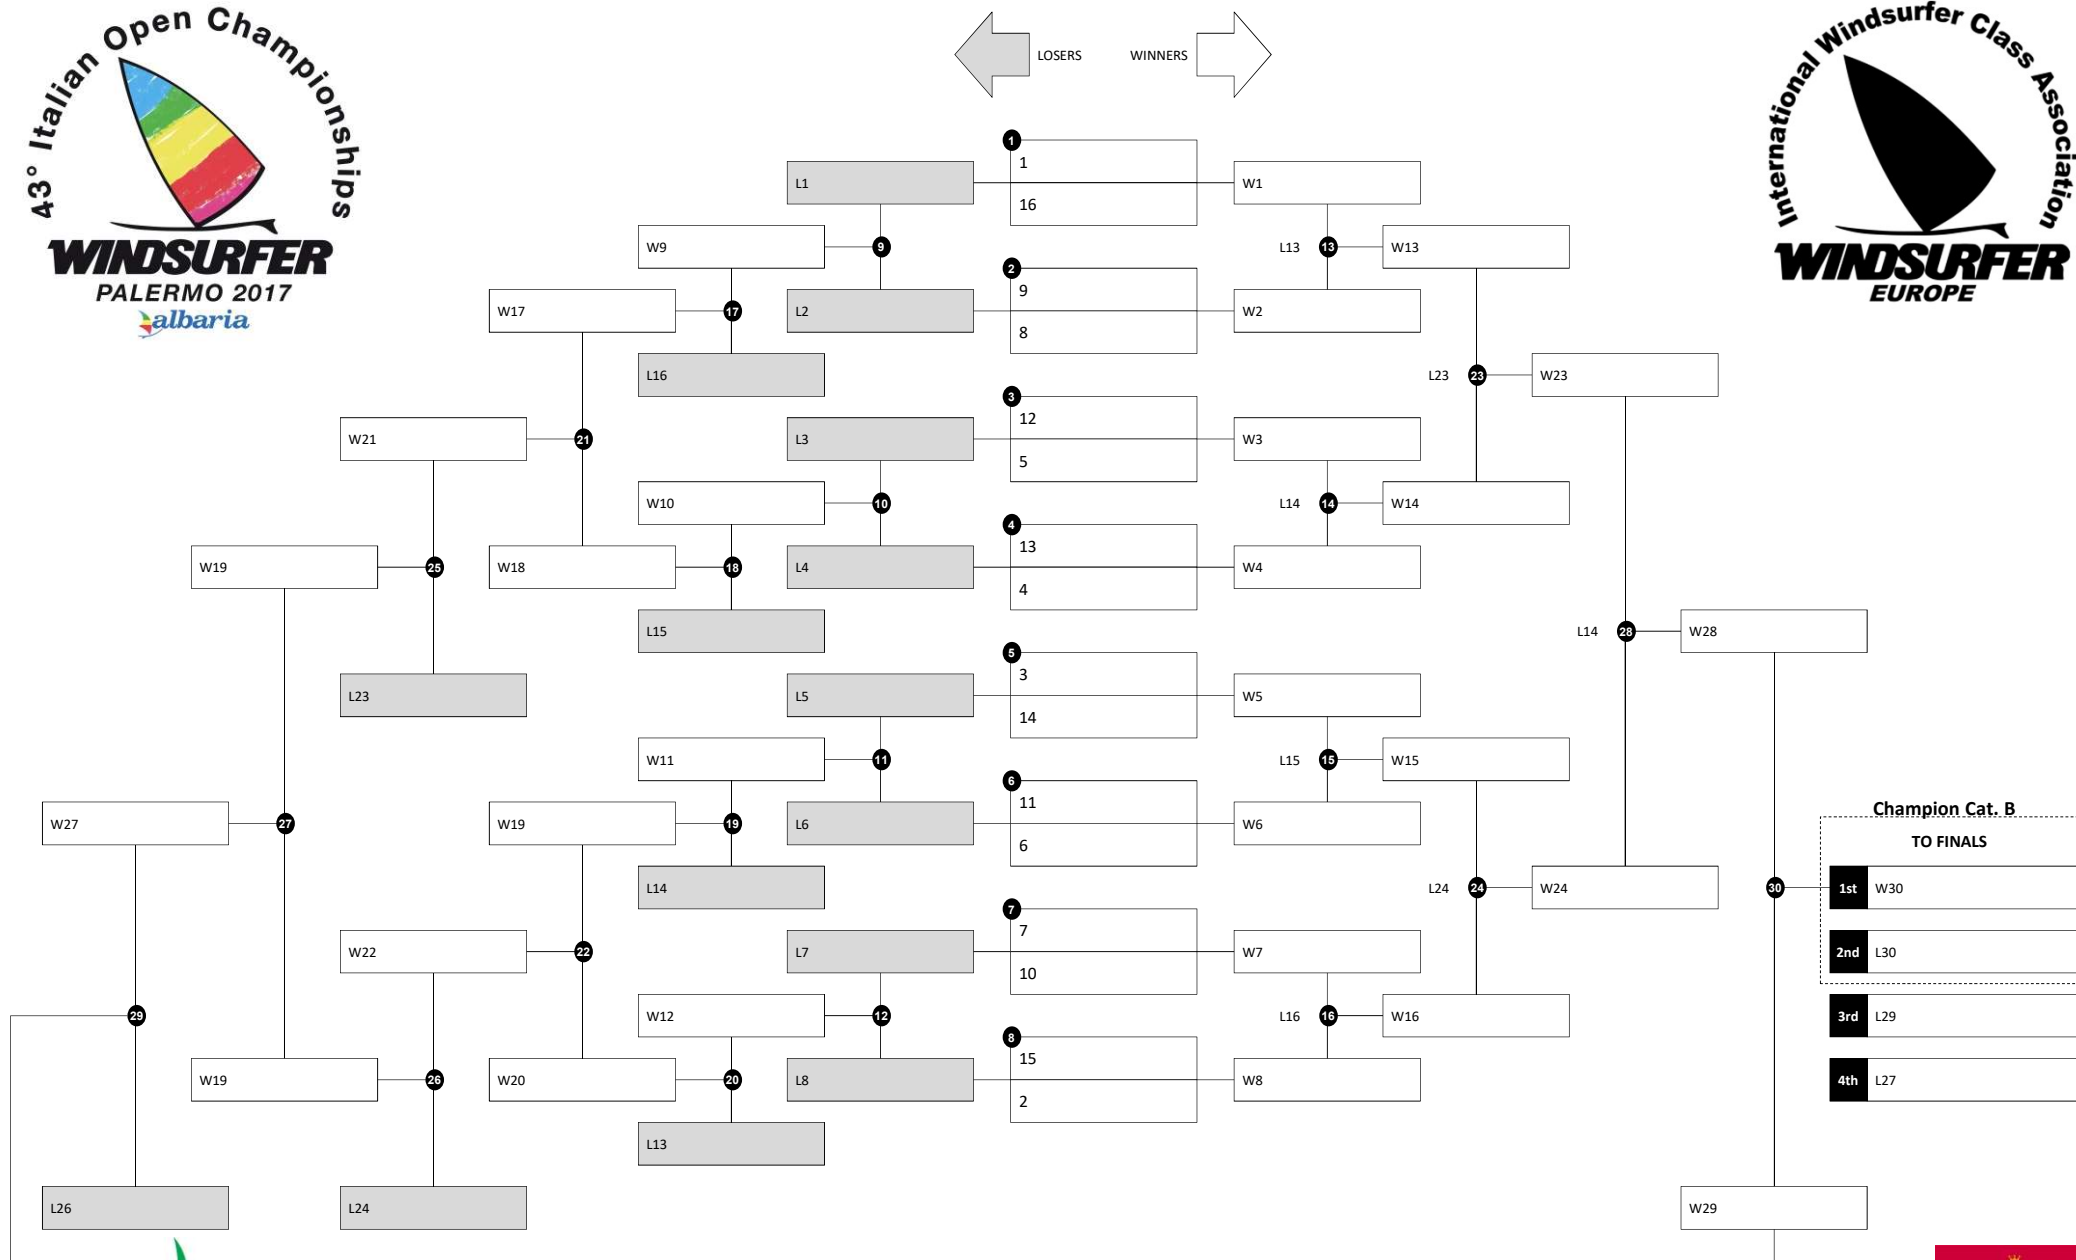 43° Italian Open Championships
WINDSURFER
PALERMO 2017
albaria
LOSERS WINNERS
International Windsurfer Class Association
WINDSURFER
EUROPE
1
L1 1 W1
16
W9 9 L13 13 W13
2
9
W17 17 L2 W2
8
L16 L23 23 W23
3
12
W21 21 L3 W3
5
W10 10 L14 14 W14
4
13
W19 25 W18 18 L4 W4
4
L15 L14 28 W28
5
3
L23 L5 W5
14
W11 11 L15 15 W15
6
11
W27 27 W19 19 L6 W6
6
Champion Cat. B
TO FINALS
L14 L24 24 W24 30 1st W30
7
7
W22 22 L7 W7 2nd L30
10
29 W12 12 L16 16 W16 3rd L29
8
15
W19 26 W20 20 L8 W8 4th L27
2
L13
L26 L24 W29